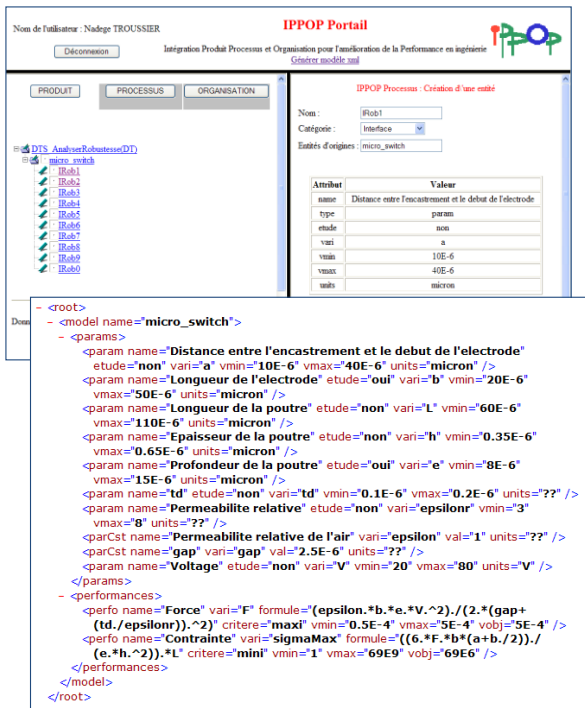 IPPOP Portail
Nom de l'utilisateur : Nadege TROUSSIER
Déconnexion
Intégration Produit Processus et Organisation pour l'amélioration de la Performance en ingénierie
Générer modèle xml
IPPOP
PRODUIT
PROCESSUS
ORGANISATION
DTS_AnalyserRobustesse(DT)
micro_switch
IRob1
IRob2
IRob3
IRob4
IRob5
IRob6
IRob7
IRob8
IRob9
IRob0
IPPOP Processus : Création d'une entité
Nom : IRob1
Catégorie : Interface
Entités d'origines : micro_switch
Attribut Valeur
name Distance entre l'encastrement et le debut de l'electrode
type param
etude non
vari a
vmin 10E-6
vmax 40E-6
units micron
Donn
- <root>
- <model name="micro_switch">
- <params>
<param name="Distance entre l'encastrement et le debut de l'electrode"
etude="non" vari="a" vmin="10E-6" vmax="40E-6" units="micron" />
<param name="Longueur de l'electrode" etude="oui" vari="b" vmin="20E-6"
vmax="50E-6" units="micron" />
<param name="Longueur de la poutre" etude="non" vari="L" vmin="60E-6"
vmax="110E-6" units="micron" />
<param name="Epaisseur de la poutre" etude="non" vari="h" vmin="0.35E-6"
vmax="0.65E-6" units="micron" />
<param name="Profondeur de la poutre" etude="oui" vari="e" vmin="8E-6"
vmax="15E-6" units="micron" />
<param name="td" etude="non" vari="td" vmin="0.1E-6" vmax="0.2E-6" units="??" />
<param name="Permeabilite relative" etude="non" vari="epsilonr" vmin="3"
vmax="8" units="??" />
<parCst name="Permeabilite relative de l'air" vari="epsilon" val="1" units="??" />
<parCst name="gap" vari="gap" val="2.5E-6" units="??" />
<param name="Voltage" etude="non" vari="V" vmin="20" vmax="80" units="V" />
</params>
- <performances>
<perfo name="Force" vari="F" formule="(epsilon.*b.*e.*V.^2)./(2.*(gap+
(td./epsilonr)).^2)" critere="maxi" vmin="0.5E-4" vmax="5E-4" vobj="5E-4" />
<perfo name="Contrainte" vari="sigmaMax" formule="((6.*F.*b*(a+b./2))./
(e.*h.^2)).*L" critere="mini" vmin="1" vmax="69E9" vobj="69E6" />
</performances>
</model>
</root>